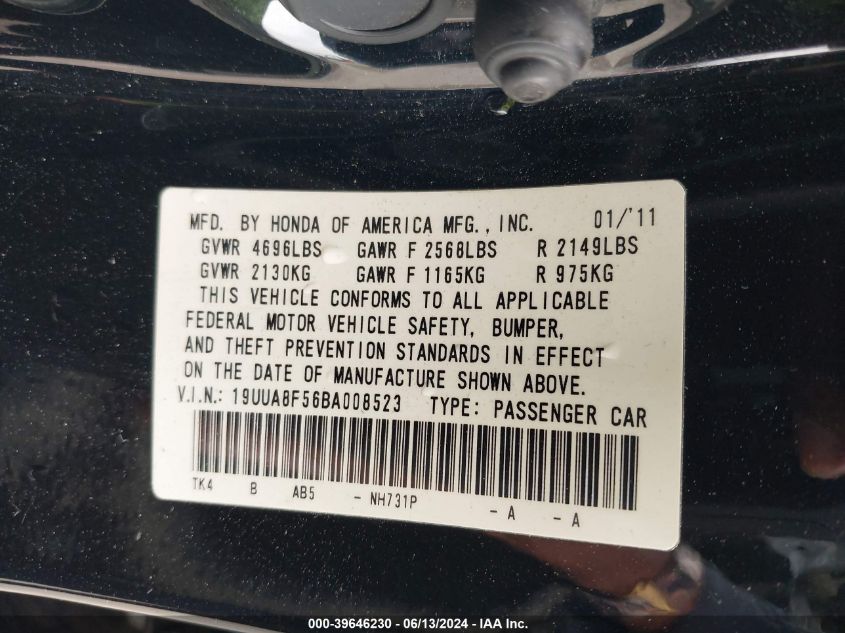 MFD. BY HONDA OF AMERICA MFG., INC. 01/'11
GVWR 4696LBS GAWR F 2568LBS R 2149LBS
GVWR 2130KG GAWR F 1165KG R 975KG
THIS VEHICLE CONFORMS TO ALL APPLICABLE
FEDERAL MOTOR VEHICLE SAFETY, BUMPER,
AND THEFT PREVENTION STANDARDS IN EFFECT
ON THE DATE OF MANUFACTURE SHOWN ABOVE.
V.I.N.: 19UUA8F56BA008523 TYPE: PASSENGER CAR
TK4 B AB5 - NH731P - A - A
000-39646230 - 06/13/2024 - IAA Inc.